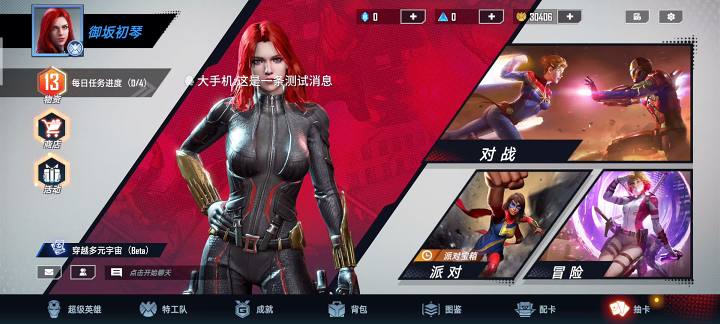 御坂初琴
0
0
30406
13
每日任务进度 (0/4)
物资
大手机 这是一条测试消息
商店
活动
对战
派对宝箱
派对
冒险
穿越多元宇宙 (Beta)
点击开始聊天
超级英雄
特工队
成就
背包
图鉴
配卡
抽卡